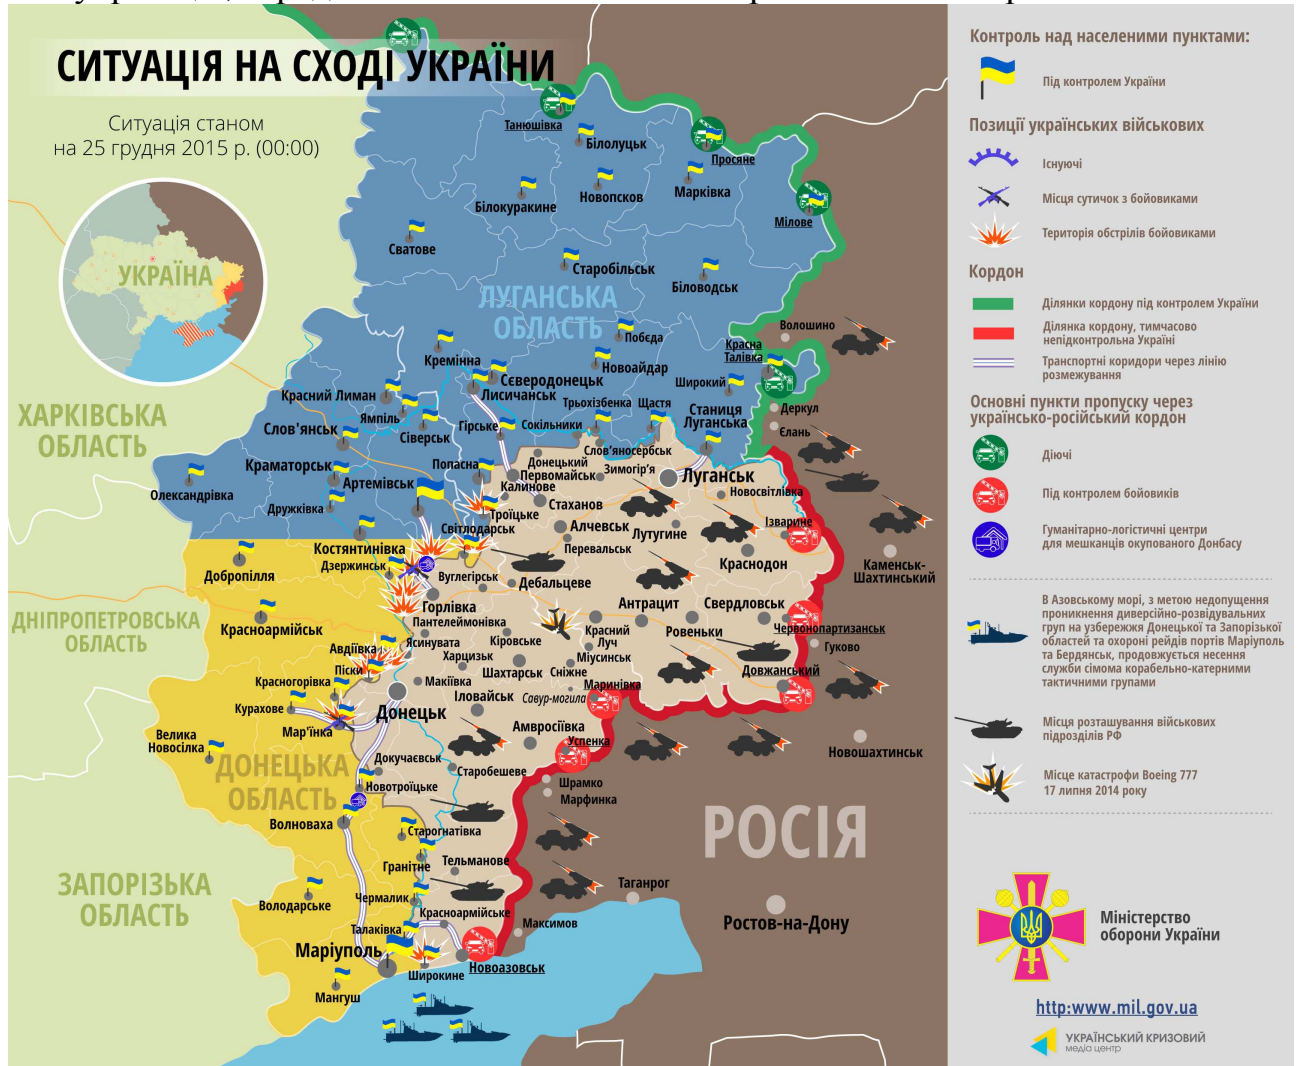 СИТУАЦІЯ НА СХОДІ УКРАЇНИ
Ситуація станом
на 25 грудня 2015 р. (00:00)
УКРАЇНА
ХАРКІВСЬКА
ОБЛАСТЬ
ДНІПРОПЕТРОВСЬКА
ОБЛАСТЬ
ЗАПОРІЗЬКА
ОБЛАСТЬ
ЛУГАНСЬКА
ОБЛАСТЬ
ДОНЕЦЬКА
ОБЛАСТЬ
РОСІЯ
Танюшівка
Білолуцьк
Просяне
Марківка
Новопсков
Білокуракине
Мілове
Сватове
Старобільськ
Біловодськ
Волошино
Побєда
Красна
Талівка
Кремінна
Новоайдар
Сєверодонецьк
Широкий
Лисичанськ
Красний Лиман
Трьохізбенка
Щастя
Станиця
Луганська
Деркул
Ямпіль
Слов'янськ
Сіверськ
Гірське
Сокільники
Єлань
Слов'яносербськ
Донецький
Зимогір'я
Краматорськ
Попасна
Первомайськ
Луганськ
Олександрівка
Артемівськ
Калинове
Новосвітлівка
Дружківка
Троїцьке
Стаханов
Світлодарськ
Алчевськ
Лутугине
Ізварине
Костянтинівка
Перевальськ
Дзержинськ
Краснодон
Каменськ-
Шахтинський
Добропілля
Вуглегірськ
Дебальцеве
Горлівка
Антрацит
Свердловськ
Красноармійськ
Пантелеймонівка
Красний
Луч
Ровеньки
Червонопартизанськ
Авдіївка
Ясинувата
Кіровське
Гуково
Піски
Харцизьк
Міусинськ
Красногорівка
Макіївка
Шахтарськ
Сніжне
Довжанський
Маринівка
Курахове
Іловайськ
Савур-могила
Донецьк
Мар'їнка
Амвросіївка
Велика
Новосілка
Успенка
Новошахтинськ
Докучаєвськ
Старобешеве
Новотроїцьке
Шрамко
Марфинка
Волноваха
Старогнатівка
Гранітне
Тельманове
Таганрог
Володарське
Чермалик
Красноармійське
Ростов-на-Дону
Талаківка
Максимов
Маріуполь
Широкине
Новоазовськ
Мангуш
Контроль над населеними пунктами:
Під контролем України
Позиції українських військових
Існуючі
Місця сутичок з бойовиками
Територія обстрілів бойовиками
Кордон
Ділянки кордону під контролем України
Ділянка кордону, тимчасово
непідконтрольна Україні
Транспортні коридори через лінію
розмежування
Основні пункти пропуску через
українсько-російський кордон
Діючі
Під контролем бойовиків
Гуманітарно-логістичні центри
для мешканців окупованого Донбасу
В Азовському морі, з метою недопущення
проникнення диверсійно-розвідувальних
груп на узбережжя Донецької та Запорізької
областей та охороні рейдів портів Маріуполь
та Бердянськ, продовжується несення
служби сімома корабельно-катерними
тактичними групами
Місця розташування військових
підрозділів РФ
Місце катастрофи Boeing 777
17 липня 2014 року
Міністерство
оборони України
http:www.mil.gov.ua
УКРАЇНСЬКИЙ КРИЗОВИЙ
медіа центр